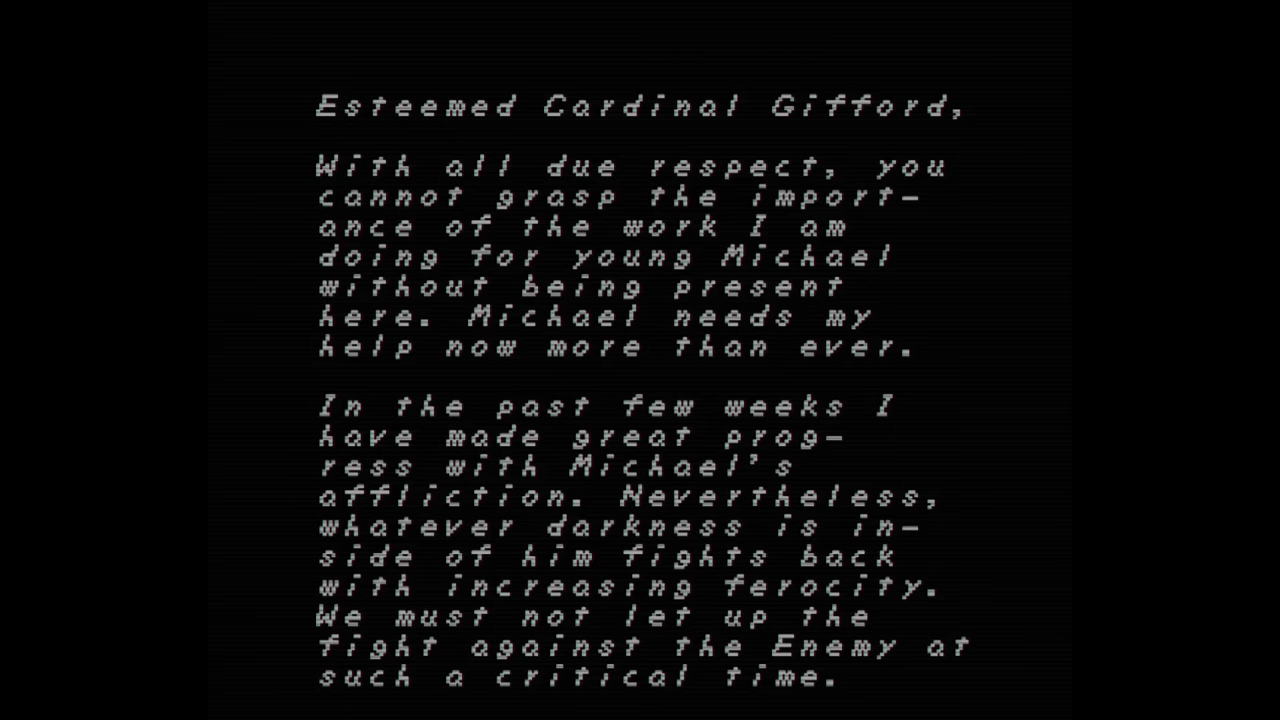 Esteemed Cardinal Gifford,
With all due respect, you
cannot grasp the import-
ance of the work I am
doing for young Michael
without being present
here. Michael needs my
help now more than ever.
In the past few weeks I
have made great prog-
ress with Michael's
affliction. Nevertheless,
whatever darkness is in-
side of him fights back
with increasing ferocity.
We must not let up the
fight against the Enemy at
such a critical time.